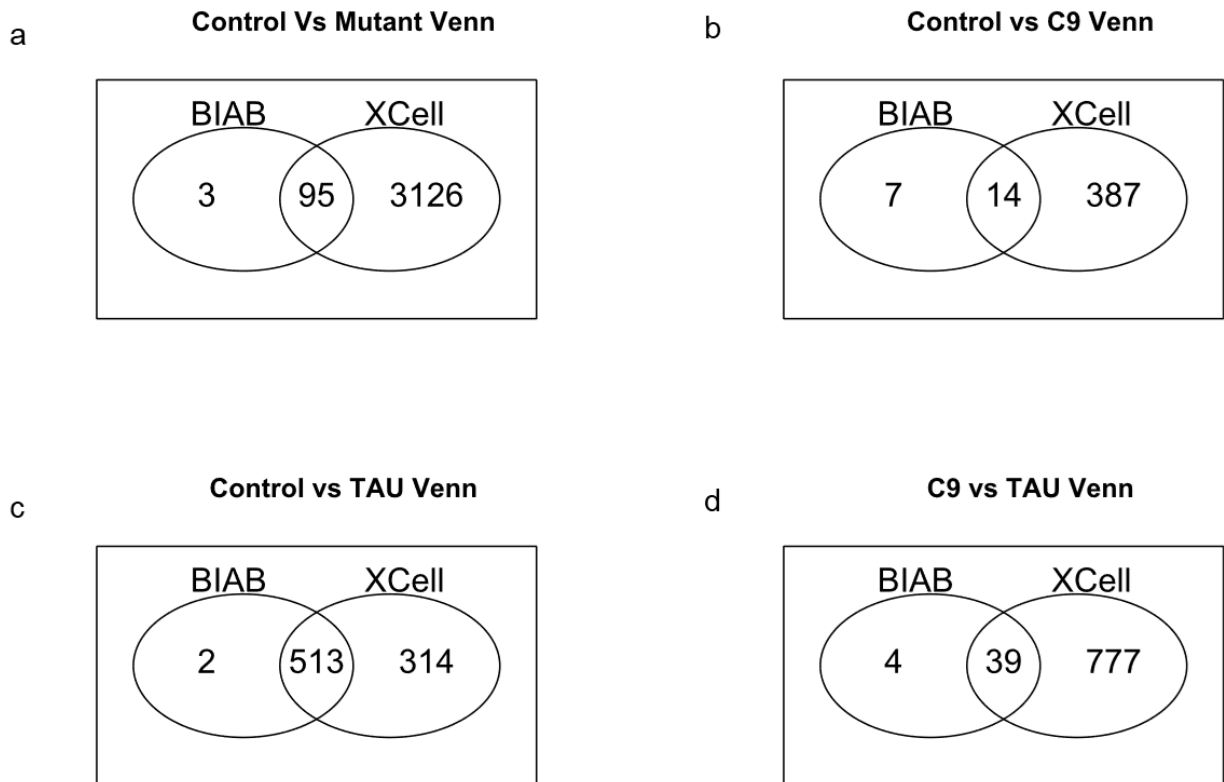 a
Control Vs Mutant Venn
BIAB XCell
3 95 3126
b
Control vs C9 Venn
BIAB XCell
7 14 387
c
Control vs TAU Venn
BIAB XCell
2 513 314
d
C9 vs TAU Venn
BIAB XCell
4 39 777